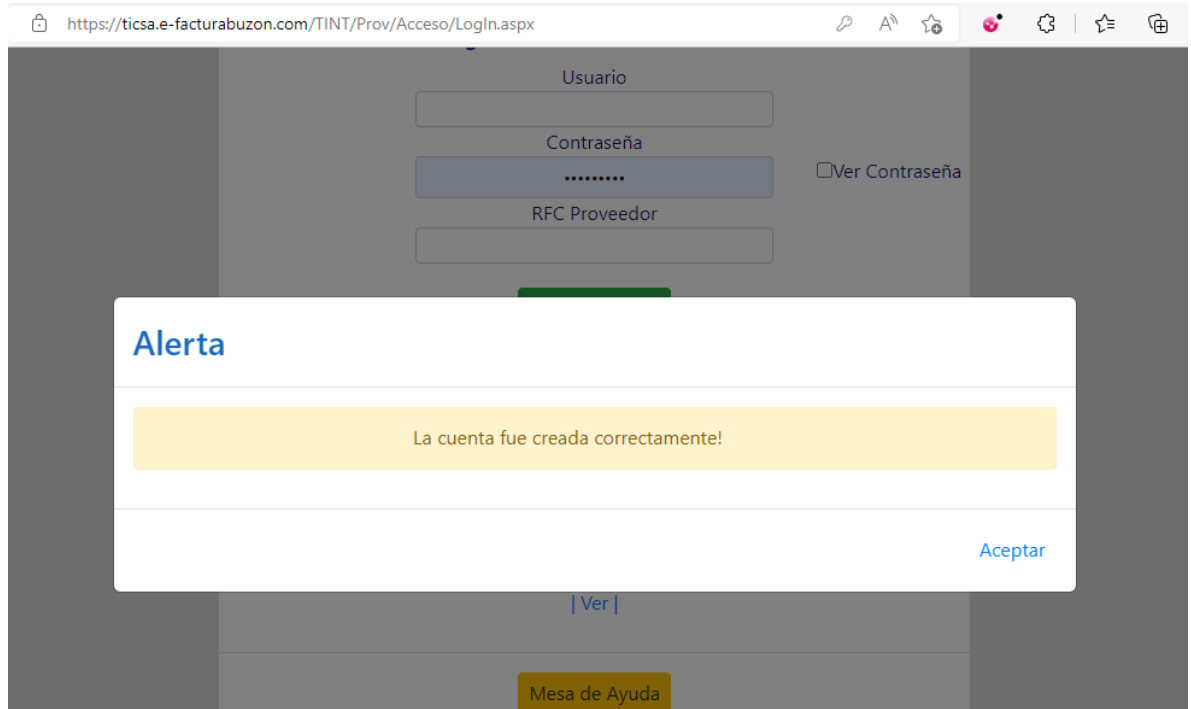 https://ticsa.e-facturabuzon.com/TINT/Prov/Acceso/LogIn.aspx
Usuario
Contraseña
•••••••••
Ver Contraseña
RFC Proveedor
Alerta
La cuenta fue creada correctamente!
Aceptar
| Ver |
Mesa de Ayuda